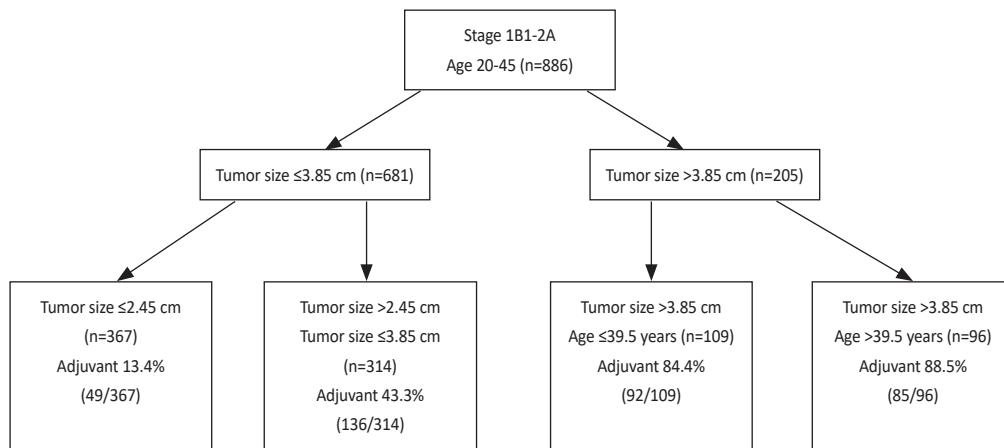 Stage 1B1-2A
Age 20-45 (n=886)
Tumor size ≤3.85 cm (n=681)
Tumor size >3.85 cm (n=205)
Tumor size ≤2.45 cm
(n=367)
Adjuvant 13.4%
(49/367)
Tumor size >2.45 cm
Tumor size ≤3.85 cm
(n=314)
Adjuvant 43.3%
(136/314)
Tumor size >3.85 cm
Age ≤39.5 years (n=109)
Adjuvant 84.4%
(92/109)
Tumor size >3.85 cm
Age >39.5 years (n=96)
Adjuvant 88.5%
(85/96)